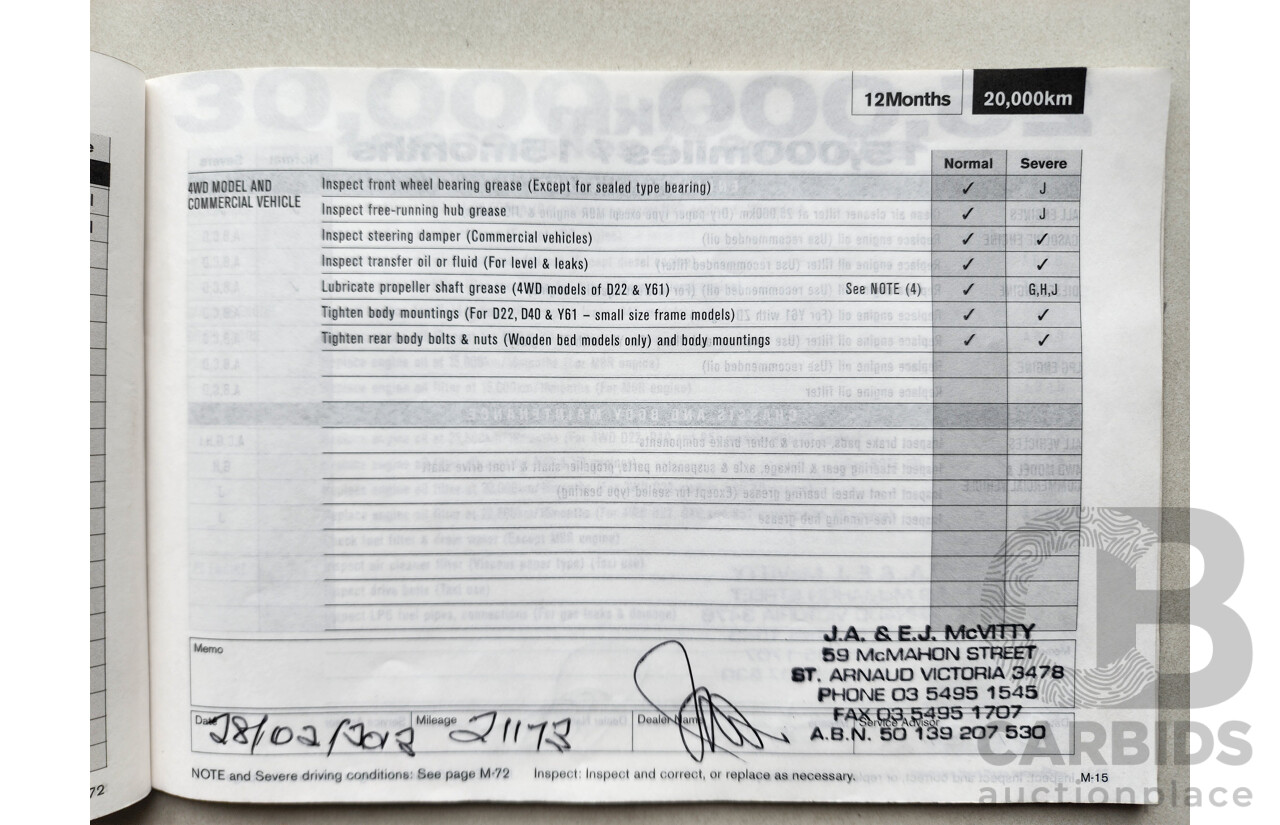 12Months 20,000km
Normal Severe
4WD MODEL AND COMMERCIAL VEHICLE
Inspect front wheel bearing grease (Except for sealed type bearing) ✓ J
Inspect free-running hub grease ✓ J
Inspect steering damper (Commercial vehicles) ✓ ✓
Inspect transfer oil or fluid (For level & leaks) ✓ ✓
Lubricate propeller shaft grease (4WD models of D22 & Y61) See NOTE (4) ✓ G,H,J
Tighten body mountings (For D22, D40 & Y61 – small size frame models) ✓ ✓
Tighten rear body bolts & nuts (Wooden bed models only) and body mountings ✓ ✓
Memo
J.A. & E.J. McVITTY
59 McMAHON STREET
ST. ARNAUD VICTORIA 3478
PHONE 03 5495 1545
FAX 03 5495 1707
A.B.N. 50 139 207 530
Date 28/02/2012 Mileage 21173 Dealer Name Service Advisor
NOTE and Severe driving conditions: See page M-72 Inspect: Inspect and correct, or replace as necessary.
M-15
72
CARBIDS
auctionplace